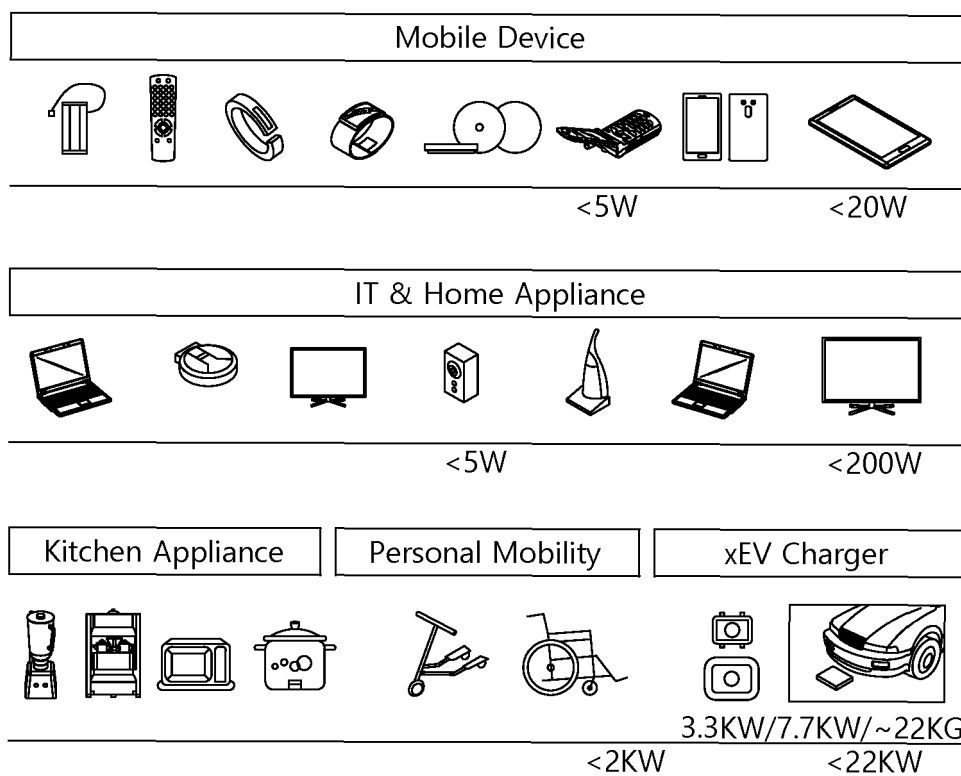 Mobile Device
<5W <20W
IT & Home Appliance
<5W <200W
Kitchen Appliance Personal Mobility xEV Charger
3.3KW/7.7KW/~22KG
<2KW <22KW